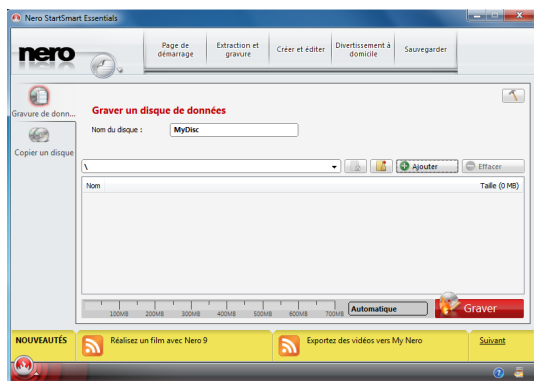 Nero StartSmart Essentials
nero
Page de démarrage
Extraction et gravure
Créer et éditer
Divertissement à domicile
Sauvegarder
Gravure de donn...
Copier un disque
Graver un disque de données
Nom du disque :
MyDisc
\
Ajouter
Effacer
Nom
Taille (0 MB)
100MB 200MB 300MB 400MB 500MB 600MB 700MB
Automatique
Graver
NOUVEAUTÉS
Réalisez un film avec Nero 9
Exportez des vidéos vers My Nero
Suivant